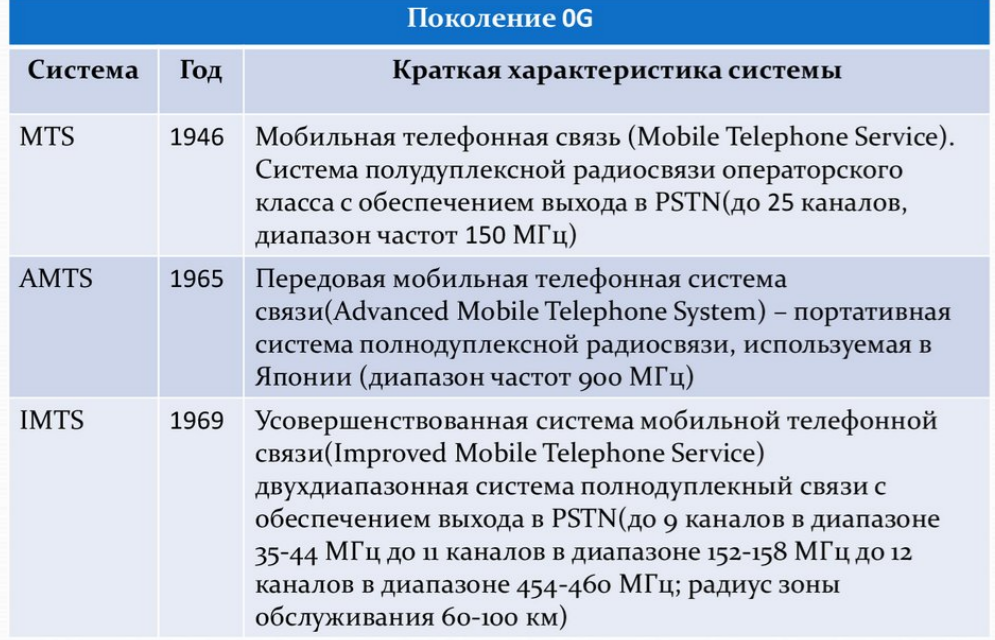 Поколение 0G
Система Год Краткая характеристика системы
MTS 1946 Мобильная телефонная связь (Mobile Telephone Service).
Система полудуплексной радиосвязи операторского
класса с обеспечением выхода в PSTN(до 25 каналов,
диапазон частот 150 МГц)
AMTS 1965 Передовая мобильная телефонная система
связи(Advanced Mobile Telephone System) – портативная
система полнодуплексной радиосвязи, используемая в
Японии (диапазон частот 900 МГц)
IMTS 1969 Усовершенствованная система мобильной телефонной
связи(Improved Mobile Telephone Service)
двухдиапазонная система полнодуплекный связи с
обеспечением выхода в PSTN(до 9 каналов в диапазоне
35-44 МГц до 11 каналов в диапазоне 152-158 МГц до 12
каналов в диапазоне 454-460 МГц; радиус зоны
обслуживания 60-100 км)